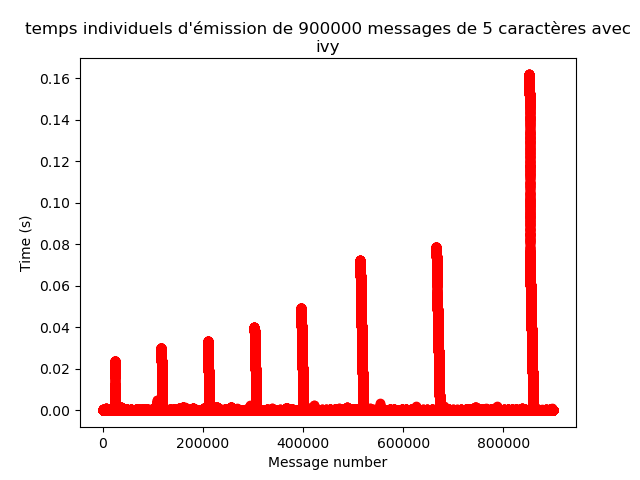 temps individuels d'émission de 900000 messages de 5 caractères avec
ivy
0.16
0.14
0.12
0.10
0.08
0.06
0.04
0.02
0.00
Time (s)
0 200000 400000 600000 800000
Message number